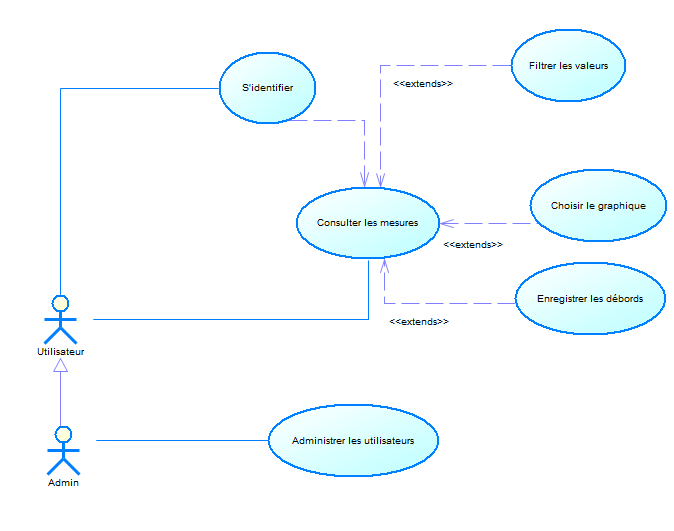 Filtrer les valeurs
<<extends>>
S'identifier
Choisir le graphique
Consulter les mesures
<<extends>>
Enregistrer les débords
<<extends>>
Utilisateur
Administrer les utilisateurs
Admin